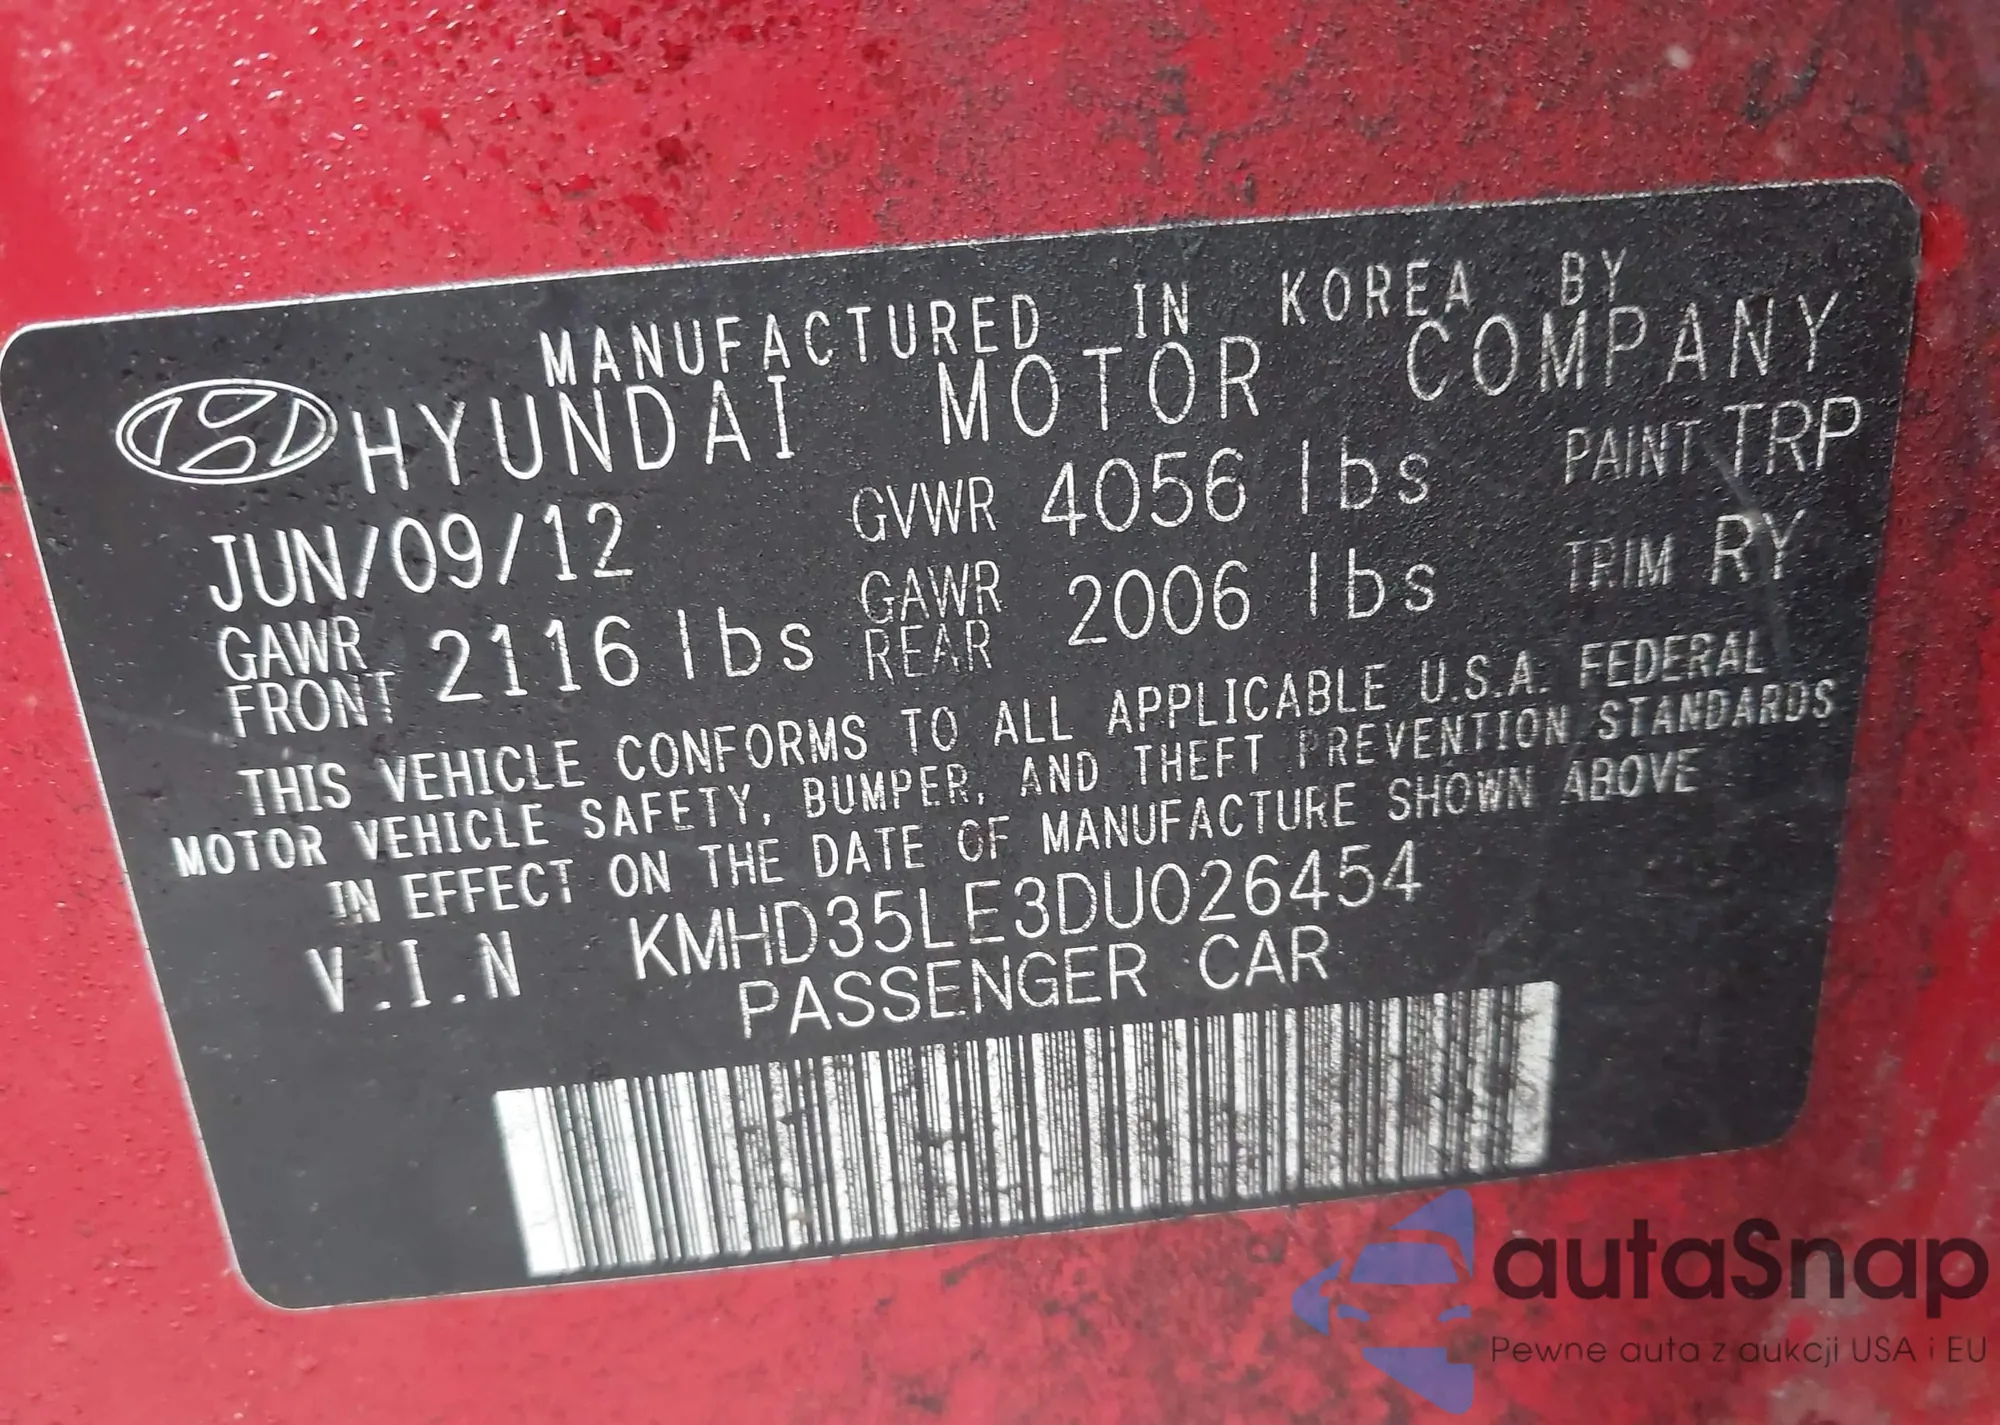 MANUFACTURED IN KOREA BY
HYUNDAI MOTOR COMPANY
JUN/09/12 GVWR 4056 lbs PAINT TRP
GAWR FRONT 2116 lbs GAWR REAR 2006 lbs TRIM RY
THIS VEHICLE CONFORMS TO ALL APPLICABLE U.S.A. FEDERAL
MOTOR VEHICLE SAFETY, BUMPER, AND THEFT PREVENTION STANDARDS
IN EFFECT ON THE DATE OF MANUFACTURE SHOWN ABOVE
V.I.N KMHD35LE3DU026454
PASSENGER CAR
autaSnap
Pewne auta z aukcji USA i EU